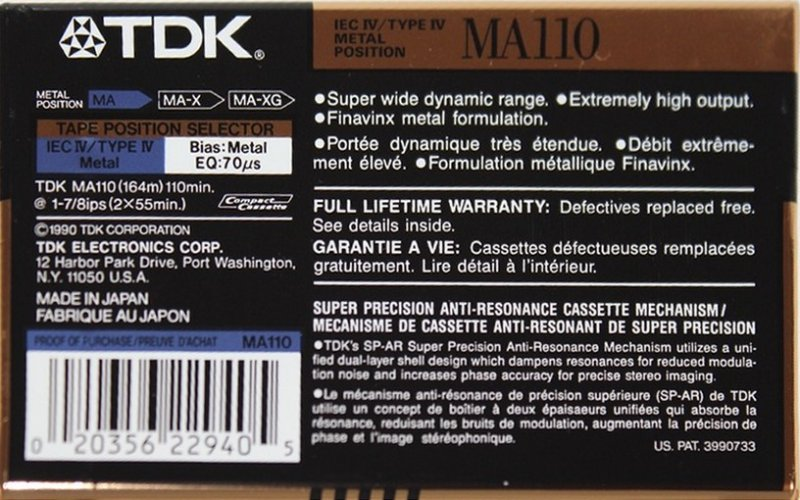 TDK®
IEC IV/TYPE IV
METAL
POSITION
MA110
METAL
POSITION
MA
MA-X
MA-XG
TAPE POSITION SELECTOR
IEC IV/TYPE IV
Metal
Bias:Metal
EQ:70μs
TDK MA110(164m)110min.
@ 1-7/8ips(2×55min.)
Compact
Cassette
©1990 TDK CORPORATION
TDK ELECTRONICS CORP.
12 Harbor Park Drive, Port Washington,
N.Y. 11050 U.S.A.
MADE IN JAPAN
FABRIQUE AU JAPON
PROOF OF PURCHASE/PREUVE D'ACHAT
MA110
0 20356 22940 5
●Super wide dynamic range. ●Extremely high output.
●Finavinx metal formulation.
●Portée dynamique très étendue. ●Débit extrême-
ment élevé. ●Formulation métallique Finavinx.
FULL LIFETIME WARRANTY: Defectives replaced free.
See details inside.
GARANTIE A VIE: Cassettes défectueuses remplacées
gratuitement. Lire détail à l'intérieur.
SUPER PRECISION ANTI-RESONANCE CASSETTE MECHANISM/
MECANISME DE CASSETTE ANTI-RESONANT DE SUPER PRECISION
●TDK's SP-AR Super Precision Anti-Resonance Mechanism utilizes a uni-
fied dual-layer shell design which dampens resonances for reduced modula-
tion noise and increases phase accuracy for precise stereo imaging.
●Le mécanisme anti-résonance de précision supérieure (SP-AR) de TDK
utilise un concept de boîtier à deux épaisaeurs unifiées qui absorbe la
résonance, reduisant les bruits de modulation, augmentant la précision de
phase et l'image stéréophonique.
US. PAT. 3990733